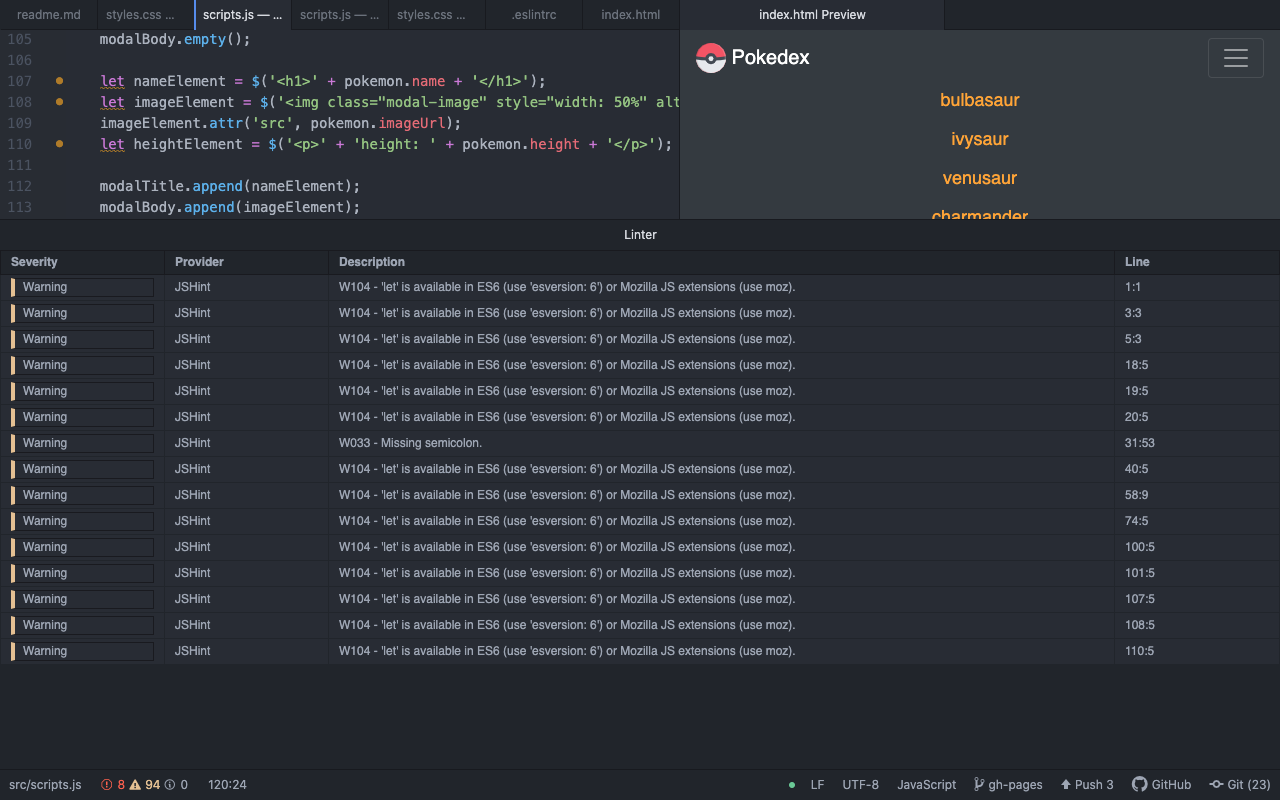 readme.md
styles.css ...
scripts.js — ...
scripts.js — ...
styles.css ...
.eslintrc
index.html
index.html Preview
105 modalBody.empty();
106
107 let nameElement = $('<h1>' + pokemon.name + '</h1>');
108 let imageElement = $('<img class="modal-image" style="width: 50%" alt
109 imageElement.attr('src', pokemon.imageUrl);
110 let heightElement = $('<p>' + 'height: ' + pokemon.height + '</p>');
111
112 modalTitle.append(nameElement);
113 modalBody.append(imageElement);
Pokedex
bulbasaur
ivysaur
venusaur
charmander
Linter
Severity Provider Description Line
Warning JSHint W104 - 'let' is available in ES6 (use 'esversion: 6') or Mozilla JS extensions (use moz). 1:1
Warning JSHint W104 - 'let' is available in ES6 (use 'esversion: 6') or Mozilla JS extensions (use moz). 3:3
Warning JSHint W104 - 'let' is available in ES6 (use 'esversion: 6') or Mozilla JS extensions (use moz). 5:3
Warning JSHint W104 - 'let' is available in ES6 (use 'esversion: 6') or Mozilla JS extensions (use moz). 18:5
Warning JSHint W104 - 'let' is available in ES6 (use 'esversion: 6') or Mozilla JS extensions (use moz). 19:5
Warning JSHint W104 - 'let' is available in ES6 (use 'esversion: 6') or Mozilla JS extensions (use moz). 20:5
Warning JSHint W033 - Missing semicolon. 31:53
Warning JSHint W104 - 'let' is available in ES6 (use 'esversion: 6') or Mozilla JS extensions (use moz). 40:5
Warning JSHint W104 - 'let' is available in ES6 (use 'esversion: 6') or Mozilla JS extensions (use moz). 58:9
Warning JSHint W104 - 'let' is available in ES6 (use 'esversion: 6') or Mozilla JS extensions (use moz). 74:5
Warning JSHint W104 - 'let' is available in ES6 (use 'esversion: 6') or Mozilla JS extensions (use moz). 100:5
Warning JSHint W104 - 'let' is available in ES6 (use 'esversion: 6') or Mozilla JS extensions (use moz). 101:5
Warning JSHint W104 - 'let' is available in ES6 (use 'esversion: 6') or Mozilla JS extensions (use moz). 107:5
Warning JSHint W104 - 'let' is available in ES6 (use 'esversion: 6') or Mozilla JS extensions (use moz). 108:5
Warning JSHint W104 - 'let' is available in ES6 (use 'esversion: 6') or Mozilla JS extensions (use moz). 110:5
src/scripts.js 8 94 0 120:24 LF UTF-8 JavaScript gh-pages Push 3 GitHub Git (23)